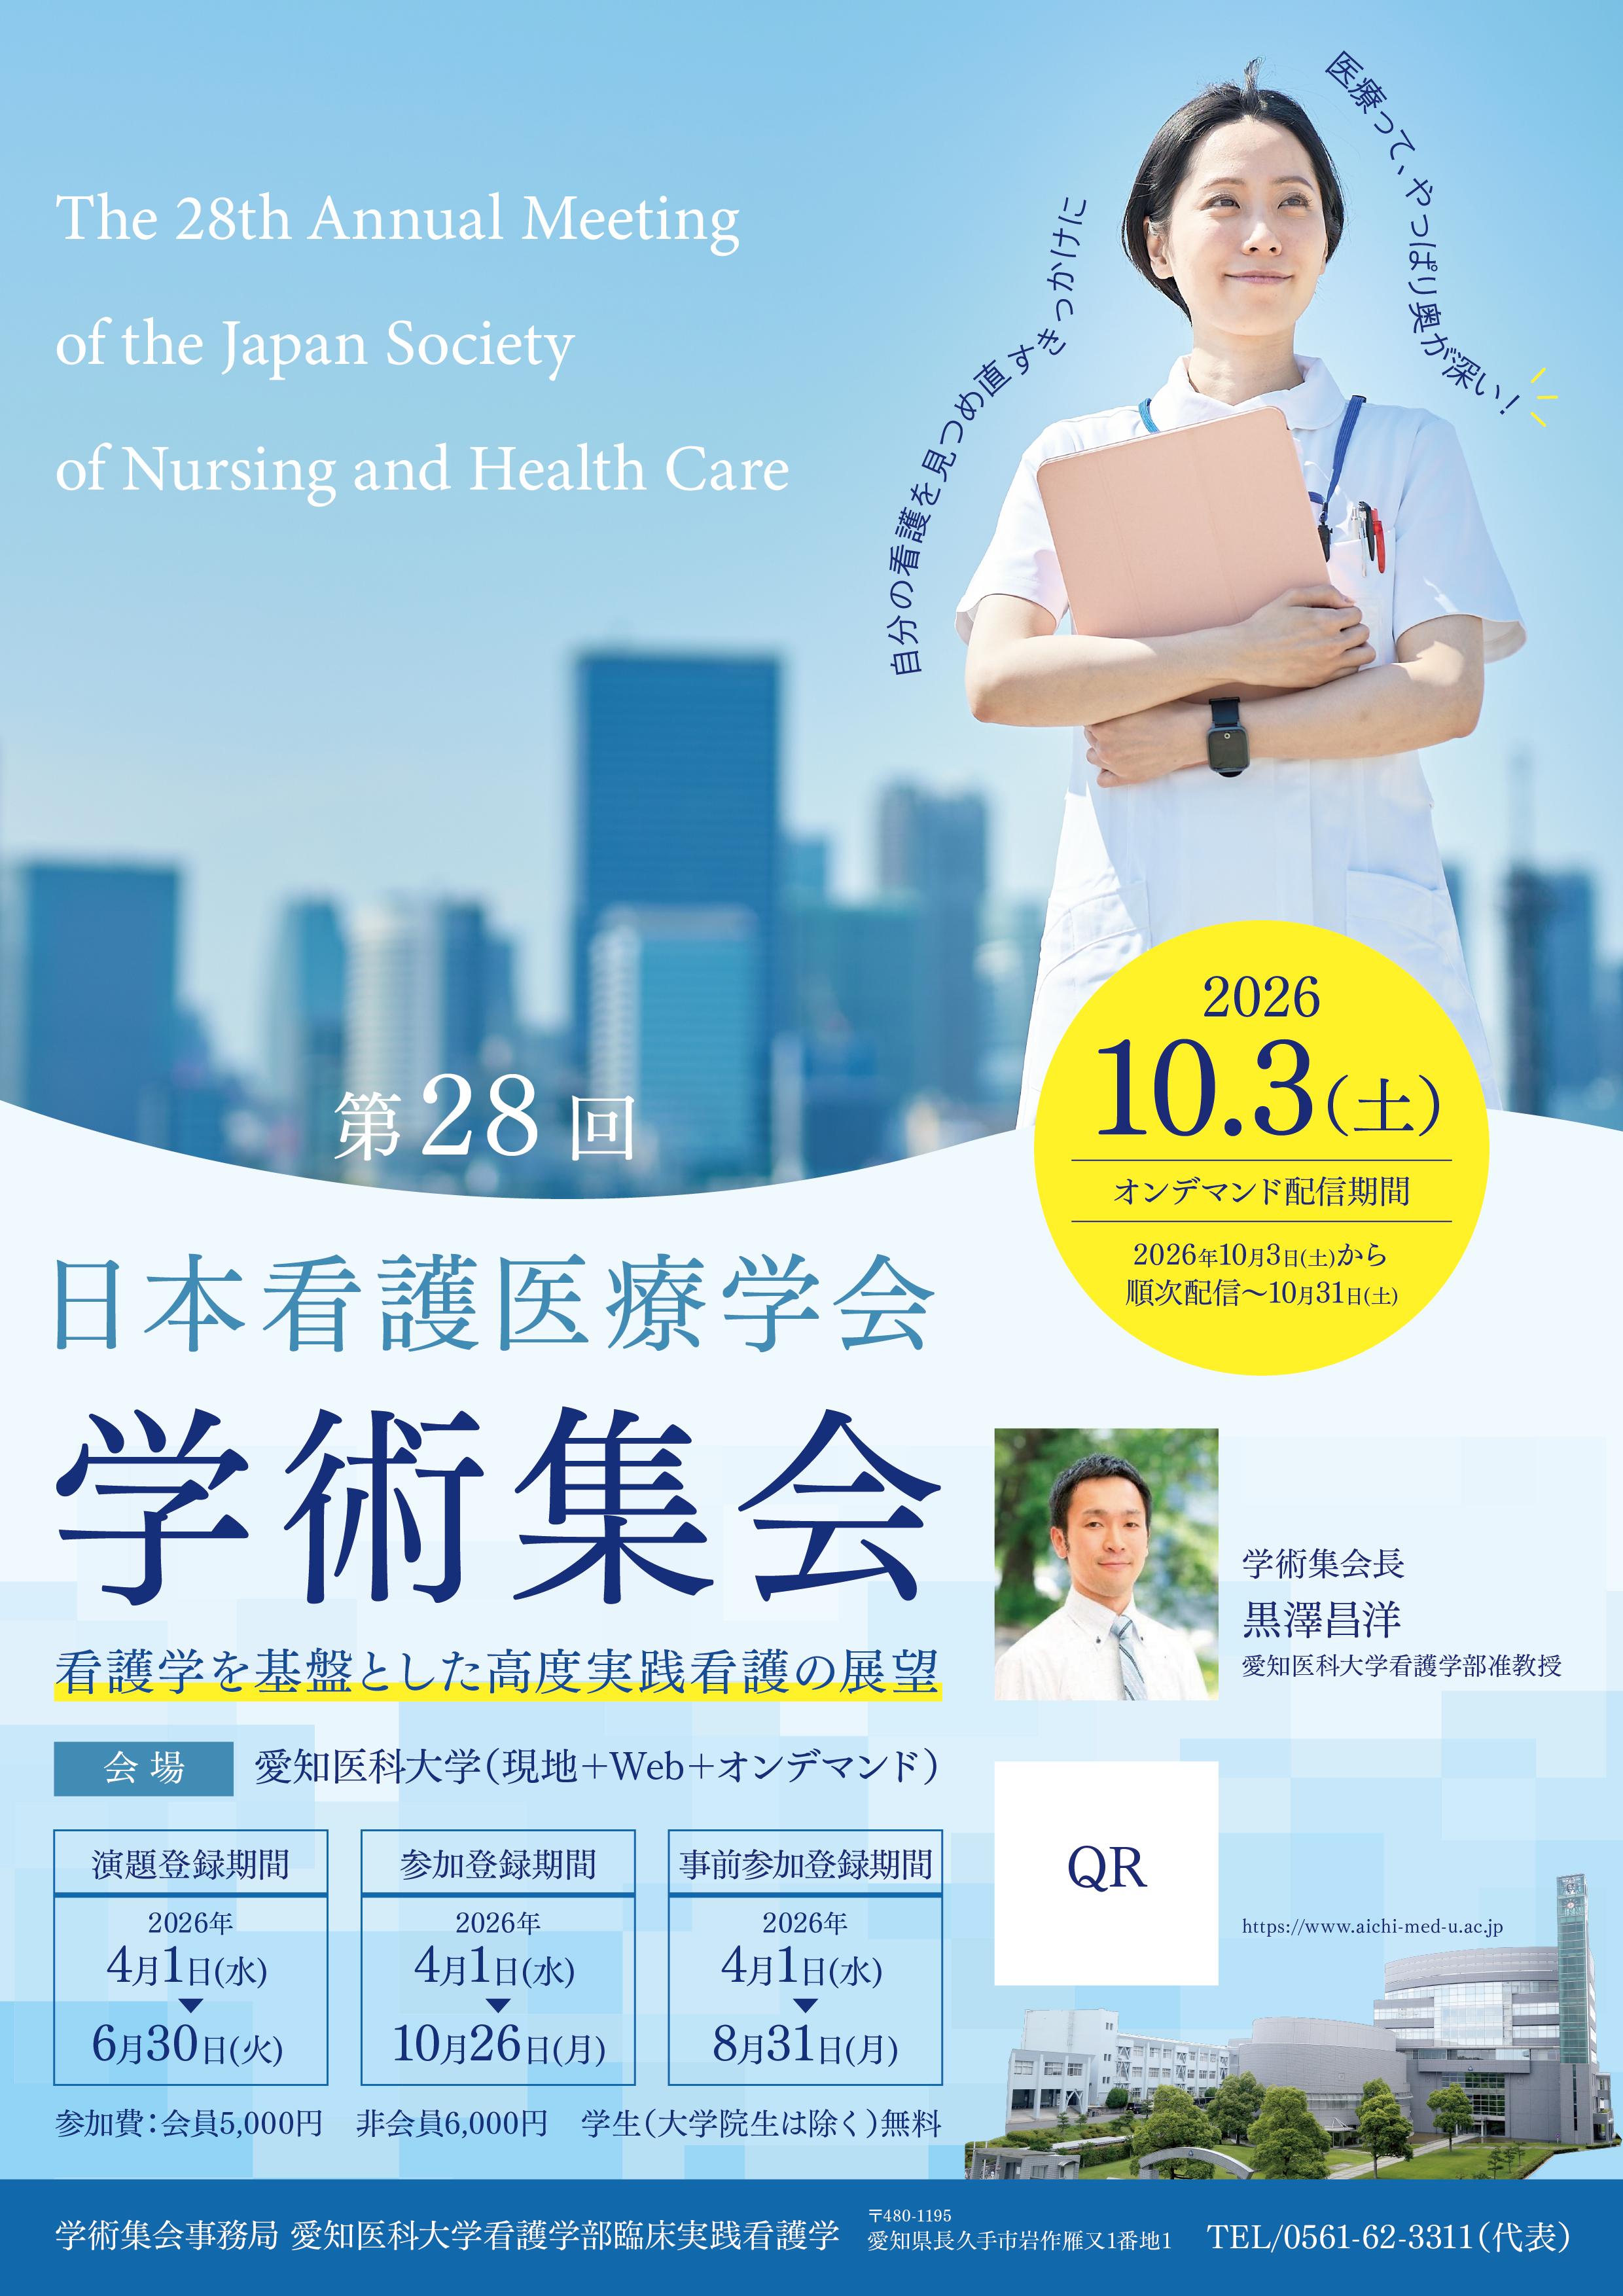 The 28th Annual Meeting
of the Japan Society
of Nursing and Health Care
自分の看護を見つめ直すきっかけに
医療って、やっぱり奥が深い!
2026
10.3(土)
オンデマンド配信期間
2026年10月3日(土)から
順次配信～10月31日(土)
第28回
日本看護医療学会
学術集会
看護学を基盤とした高度実践看護の展望
学術集会長
黒澤昌洋
愛知医科大学看護学部准教授
会場 愛知医科大学(現地+Web+オンデマンド)
演題登録期間
2026年
4月1日(水)
▼
6月30日(火)
参加登録期間
2026年
4月1日(水)
▼
10月26日(月)
事前参加登録期間
2026年
4月1日(水)
▼
8月31日(月)
QR
https://www.aichi-med-u.ac.jp
参加費:会員5,000円 非会員6,000円 学生(大学院生は除く)無料
学術集会事務局 愛知医科大学看護学部臨床実践看護学
〒480-1195
愛知県長久手市岩作雁又1番地1
TEL/0561-62-3311(代表)